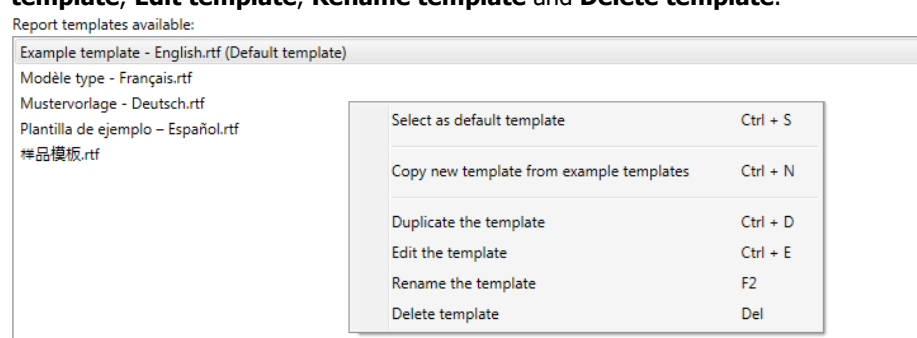 template, Edit template, Rename template and Delete template.
Report templates available:
Example template - English.rtf (Default template)
Modèle type - Français.rtf
Mustervorlage - Deutsch.rtf
Plantilla de ejemplo – Español.rtf
样品模板.rtf
Select as default template Ctrl + S
Copy new template from example templates Ctrl + N
Duplicate the template Ctrl + D
Edit the template Ctrl + E
Rename the template F2
Delete template Del